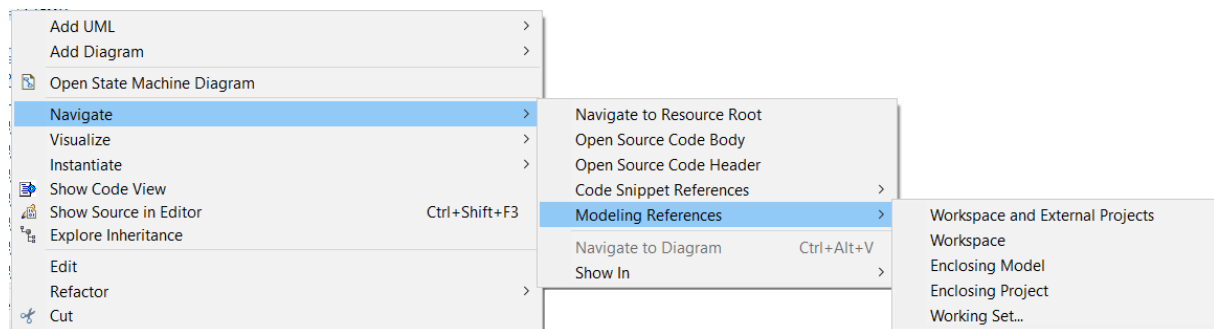 Add UML
Add Diagram
Open State Machine Diagram
Navigate
Visualize
Instantiate
Show Code View
Show Source in Editor Ctrl+Shift+F3
Explore Inheritance
Edit
Refactor
Cut
Navigate to Resource Root
Open Source Code Body
Open Source Code Header
Code Snippet References
Modeling References
Navigate to Diagram Ctrl+Alt+V
Show In
Workspace and External Projects
Workspace
Enclosing Model
Enclosing Project
Working Set...